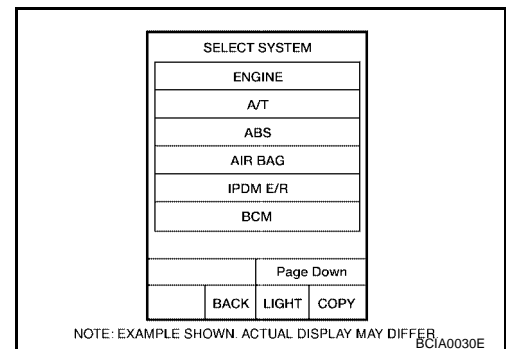 SELECT SYSTEM
ENGINE
A/T
ABS
AIR BAG
IPDM E/R
BCM
Page Down
BACK LIGHT COPY
NOTE: EXAMPLE SHOWN. ACTUAL DISPLAY MAY DIFFER.
BCIA0030E